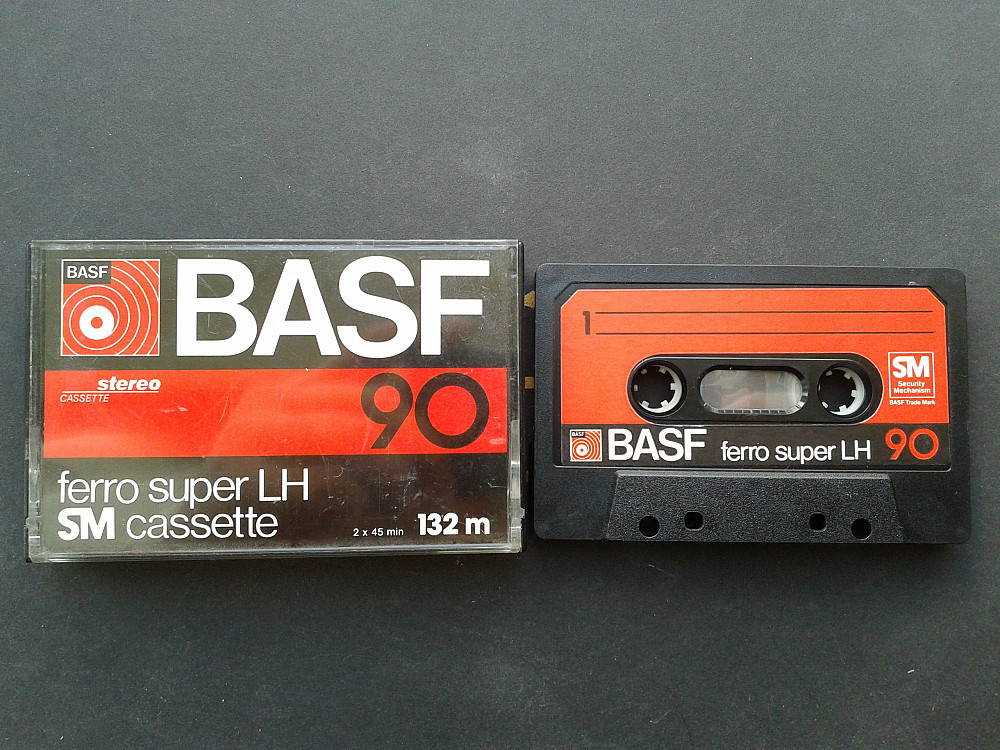 BASF
BASF
stereo
CASSETTE
90
ferro super LH
SM cassette
2 x 45 min 132 m
1
SM
Security
Mechanism
BASF Trade Mark
BASF
BASF ferro super LH 90